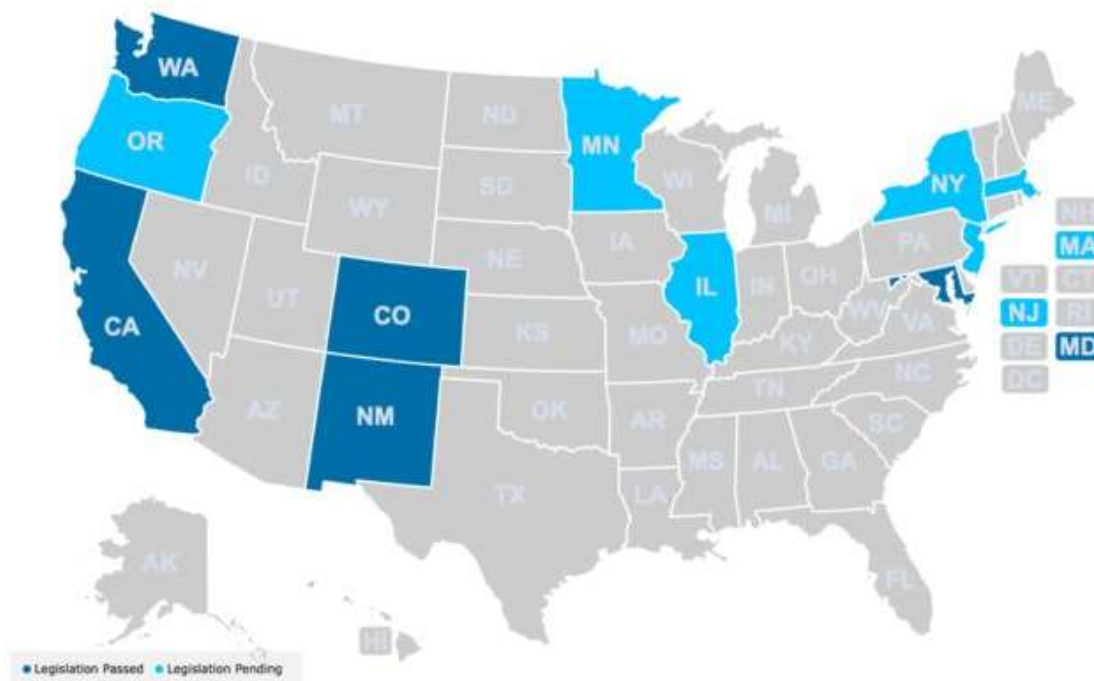 WA
MT
ND
ME
OR
MN
ID
SD
WI
NY
WY
MI
NH
IA
PA
MA
NE
NV
IL
IN
OH
VT
CT
UT
CO
WV
NJ
RI
CA
KS
MO
VA
KY
DE
MD
NC
DC
TN
AZ
NM
OK
AR
SC
MS
AL
GA
TX
LA
AK
FL
HI
Legislation Passed Legislation Pending